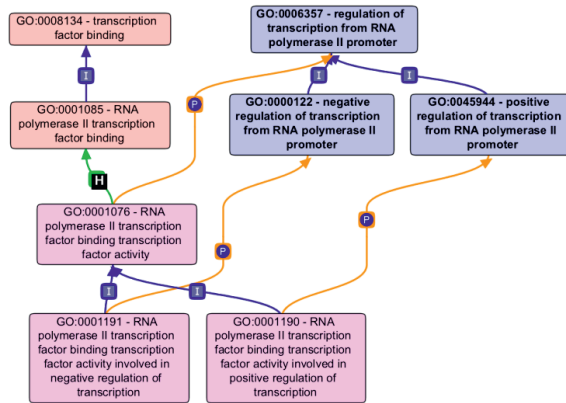 GO:0008134 - transcription
factor binding
GO:0006357 - regulation of
transcription from RNA
polymerase II promoter
I
I
I
GO:0001085 - RNA
polymerase II transcription
factor binding
P
GO:0000122 - negative
regulation of transcription
from RNA polymerase II
promoter
GO:0045944 - positive
regulation of transcription
from RNA polymerase II
promoter
H
GO:0001076 - RNA
polymerase II transcription
factor binding transcription
factor activity
P
P
I
I
GO:0001191 - RNA
polymerase II transcription
factor binding transcription
factor activity involved in
negative regulation of
transcription
GO:0001190 - RNA
polymerase II transcription
factor binding transcription
factor activity involved in
positive regulation of
transcription